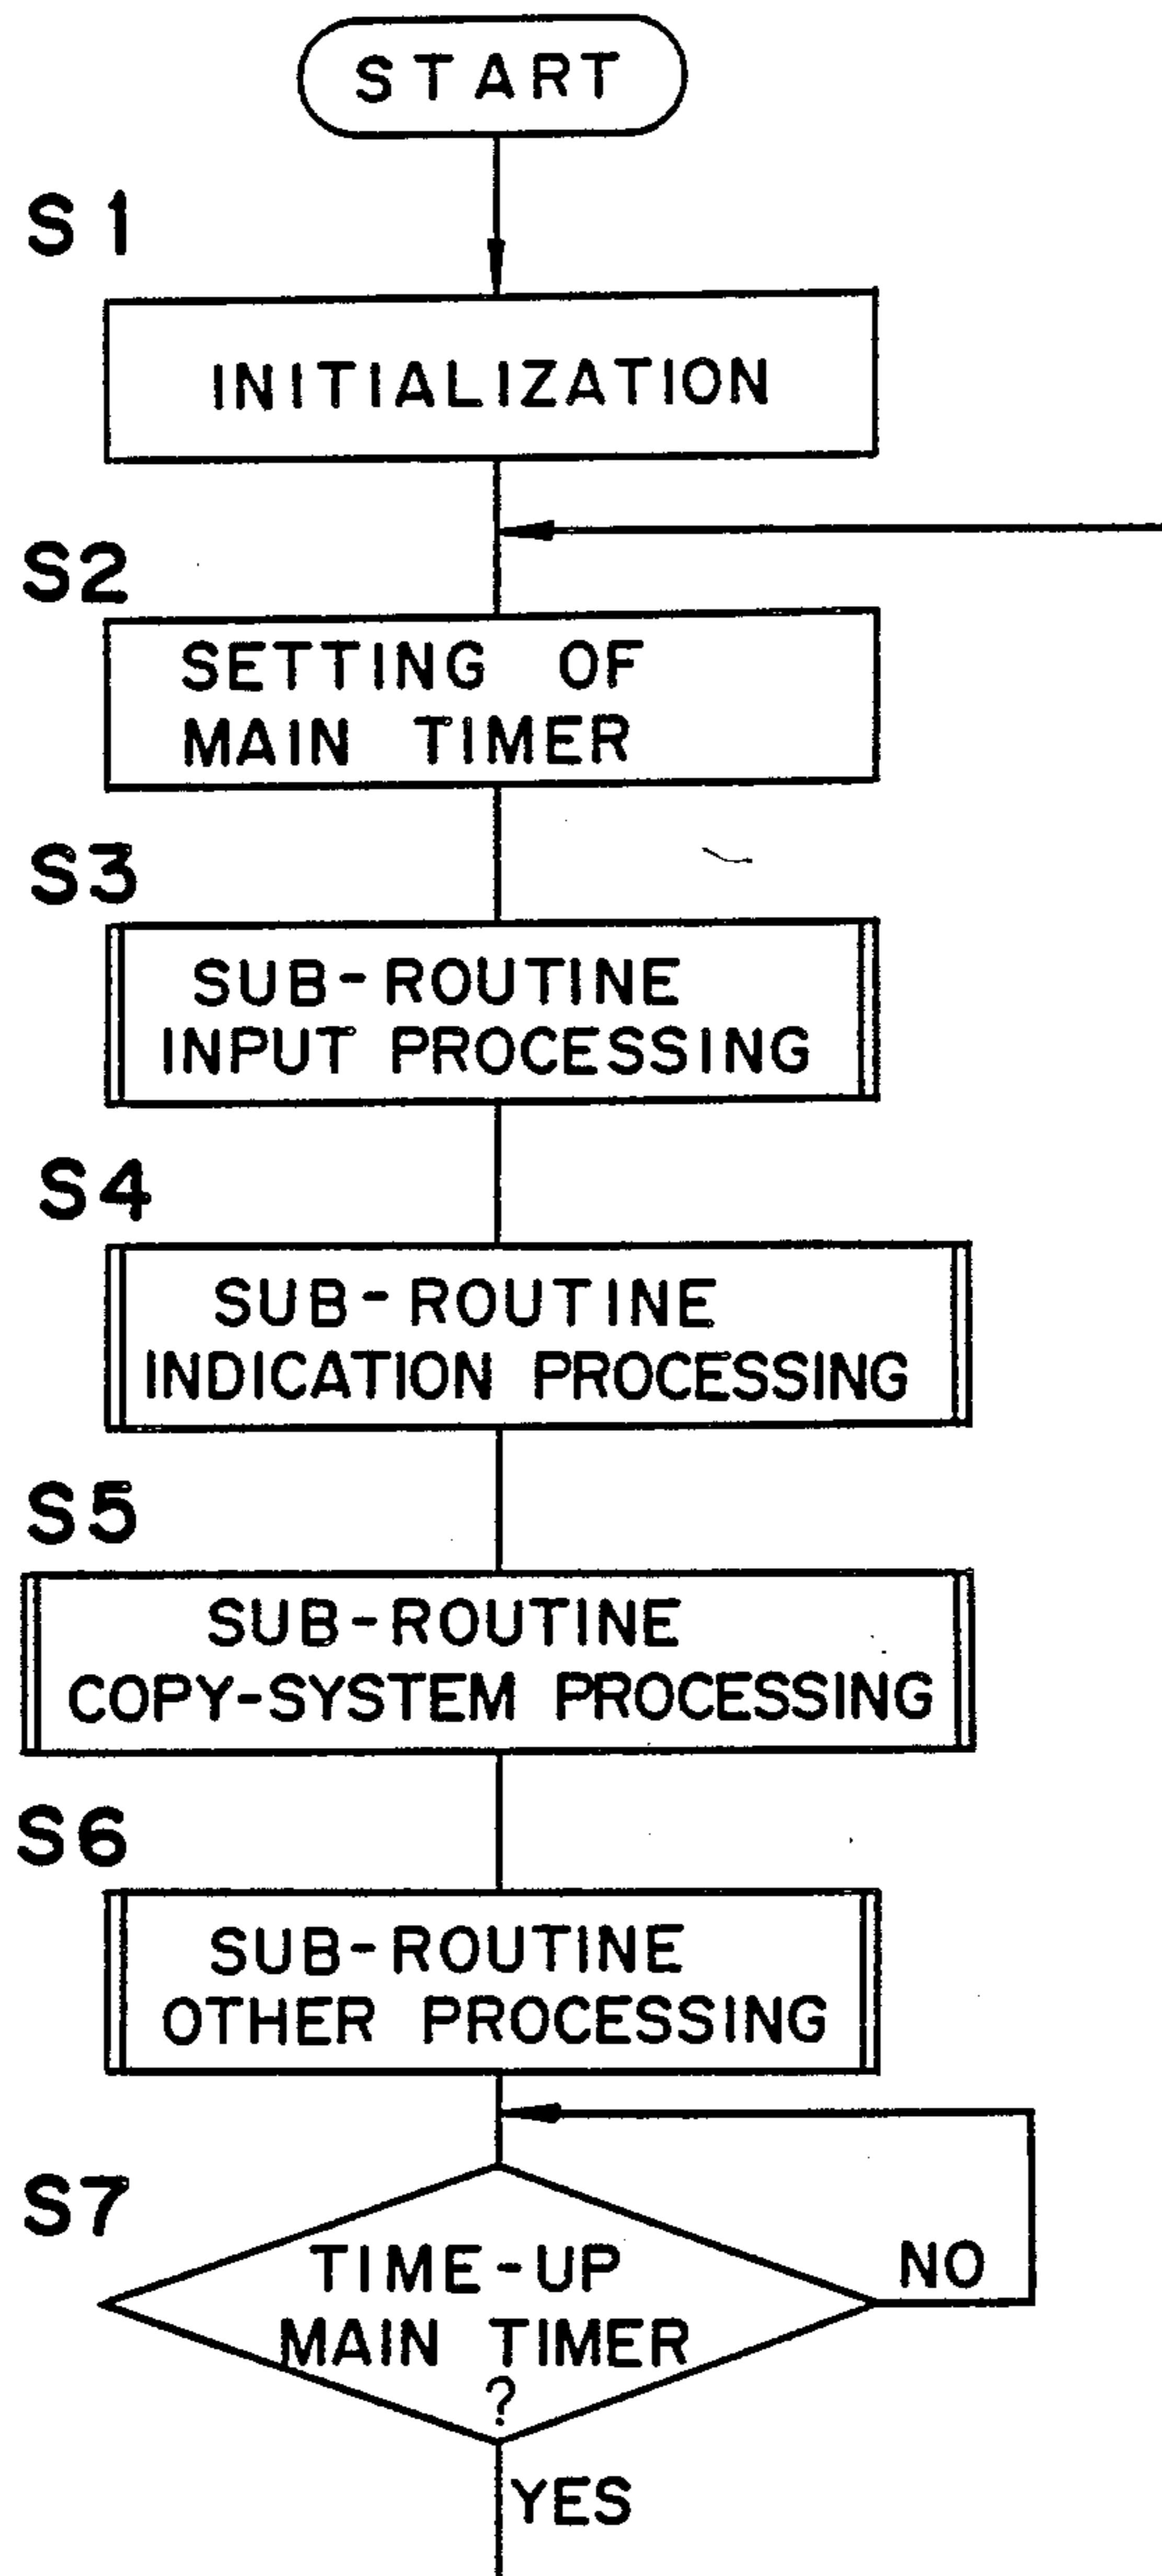 START
S1
INITIALIZATION
S2
SETTING OF
MAIN TIMER
S3
SUB-ROUTINE
INPUT PROCESSING
S4
SUB-ROUTINE
INDICATION PROCESSING
S5
SUB-ROUTINE
COPY-SYSTEM PROCESSING
S6
SUB-ROUTINE
OTHER PROCESSING
S7
TIME-UP
MAIN TIMER
?
NO
YES